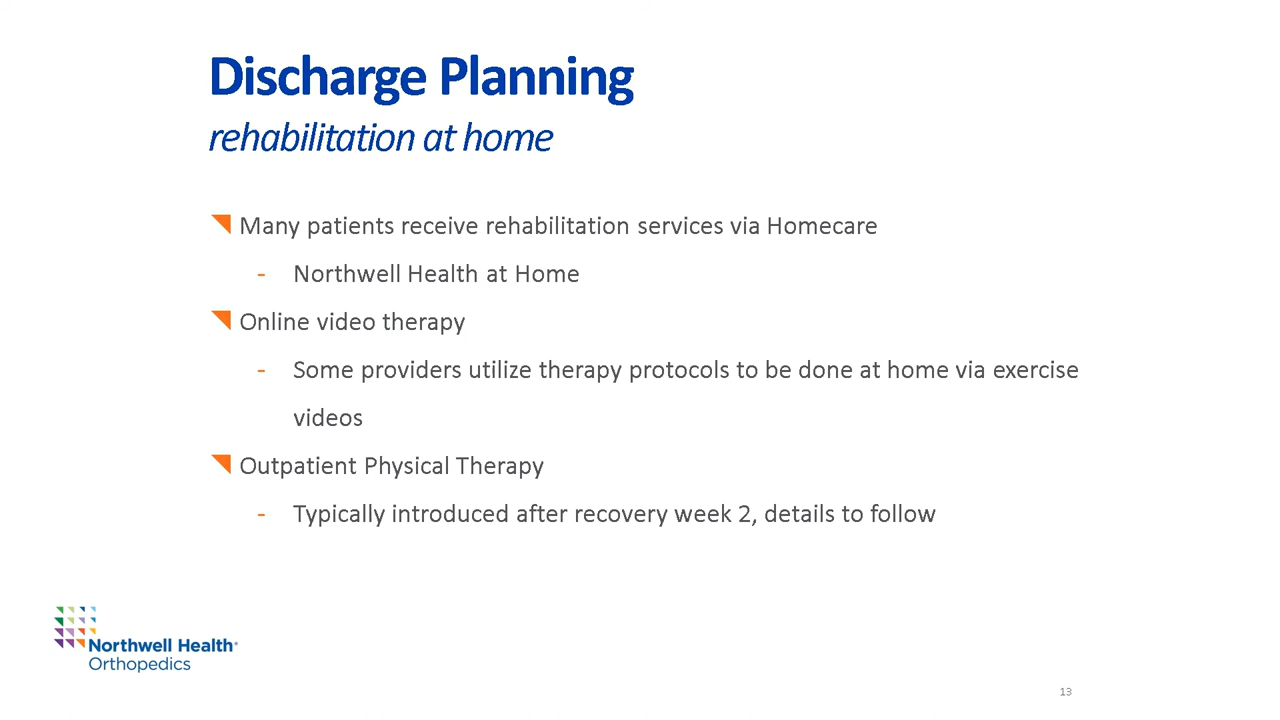 Discharge Planning
rehabilitation at home
Many patients receive rehabilitation services via Homecare
- Northwell Health at Home
Online video therapy
- Some providers utilize therapy protocols to be done at home via exercise
videos
Outpatient Physical Therapy
- Typically introduced after recovery week 2, details to follow
Northwell Health®
Orthopedics
13